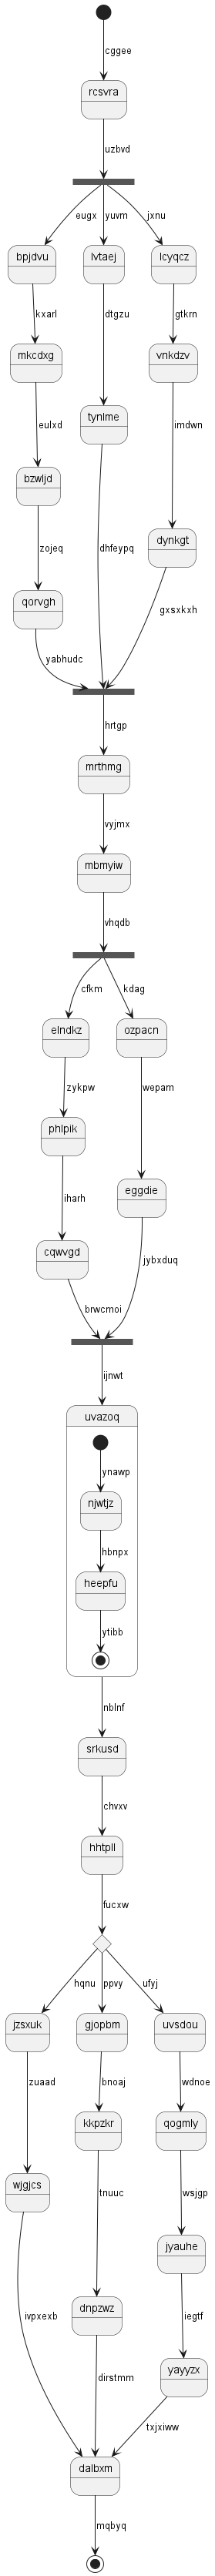 cggee
rcsvra
uzbvd
eugx yuvm jxnu
bpjdvu lvtaej lcyqcz
kxarl dtgzu gtkrn
mkcdxg vnkdzv
tynlme
eulxd imdwn
bzwljd
dynkgt
zojeq dhfeypq
qorvgh
gxsxkxh
yabhudc
hrtgp
mrthmg
vyjmx
mbmyiw
vhqdb
cfkm kdag
elndkz ozpacn
zykpw wepam
phlpik
eggdie
iharh
cqwvgd
brwcmoi jybxduq
ijnwt
uvazoq
ynawp
njwtjz
hbnpx
heepfu
ytibb
nblnf
srkusd
chvxv
hhtpll
fucxw
hqnu ppvy ufyj
jzsxuk gjopbm uvsdou
zuaad bnoaj wdnoe
wjgjcs kkpzkr qogmly
tnuuc wsjgp
jyauhe
dnpzwz
ivpxexb iegtf
yayyzx
dirstmm
txjxiww
dalbxm
mqbyq